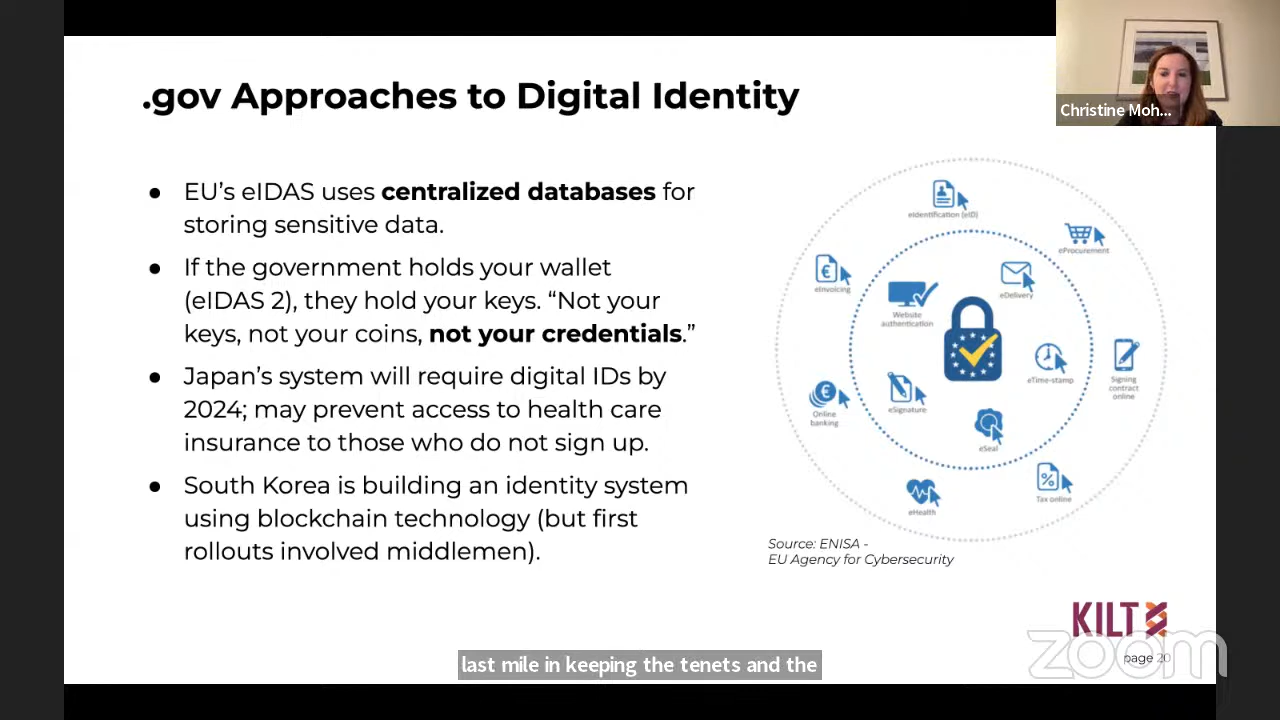 .gov Approaches to Digital Identity
Christine Moh...
● EU's eIDAS uses centralized databases for
storing sensitive data.
● If the government holds your wallet
(eIDAS 2), they hold your keys. “Not your
keys, not your coins, not your credentials.”
● Japan's system will require digital IDs by
2024; may prevent access to health care
insurance to those who do not sign up.
● South Korea is building an identity system
using blockchain technology (but first
rollouts involved middlemen).
eIdentification (eID)
eProcurement
eInvoicing
eDelivery
Website
authentication
eTime-stamp
Signing
contract
online
Online
banking
eSignature
eSeal
eHealth
Tax online
Source: ENISA -
EU Agency for Cybersecurity
KILT
zoom
page 20
last mile in keeping the tenets and the